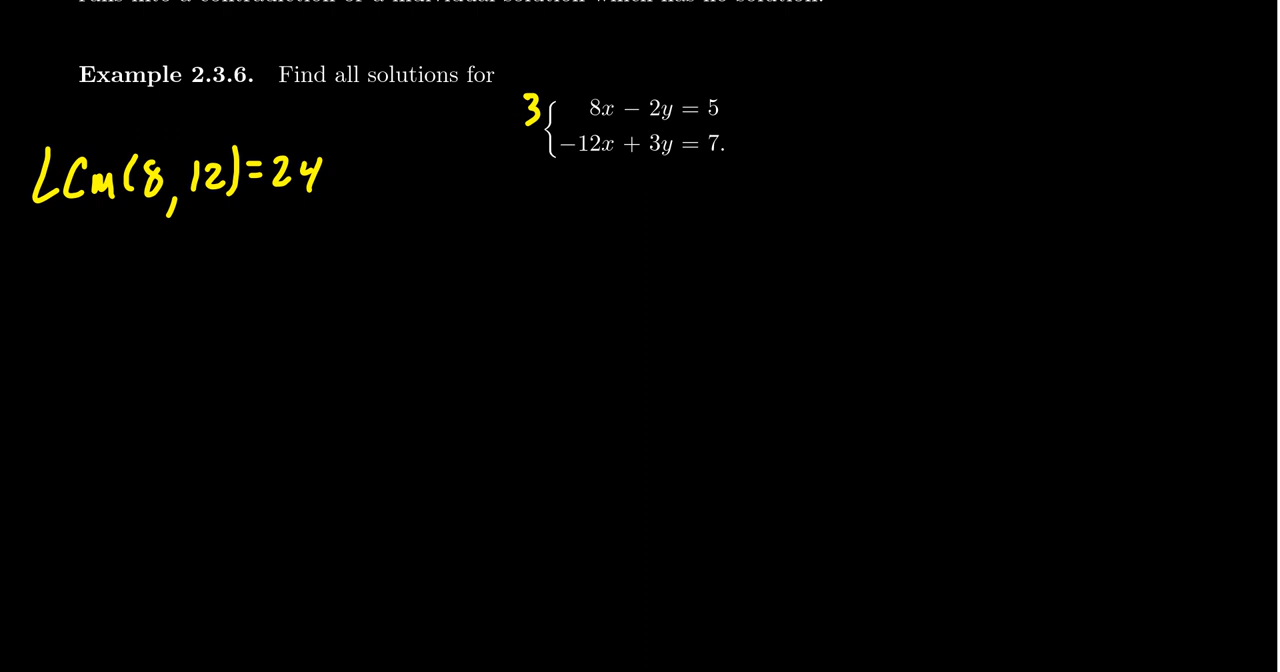 Example 2.3.6. Find all solutions for
3 { 8x − 2y = 5
−12x + 3y = 7.
LCm(8, 12)=24